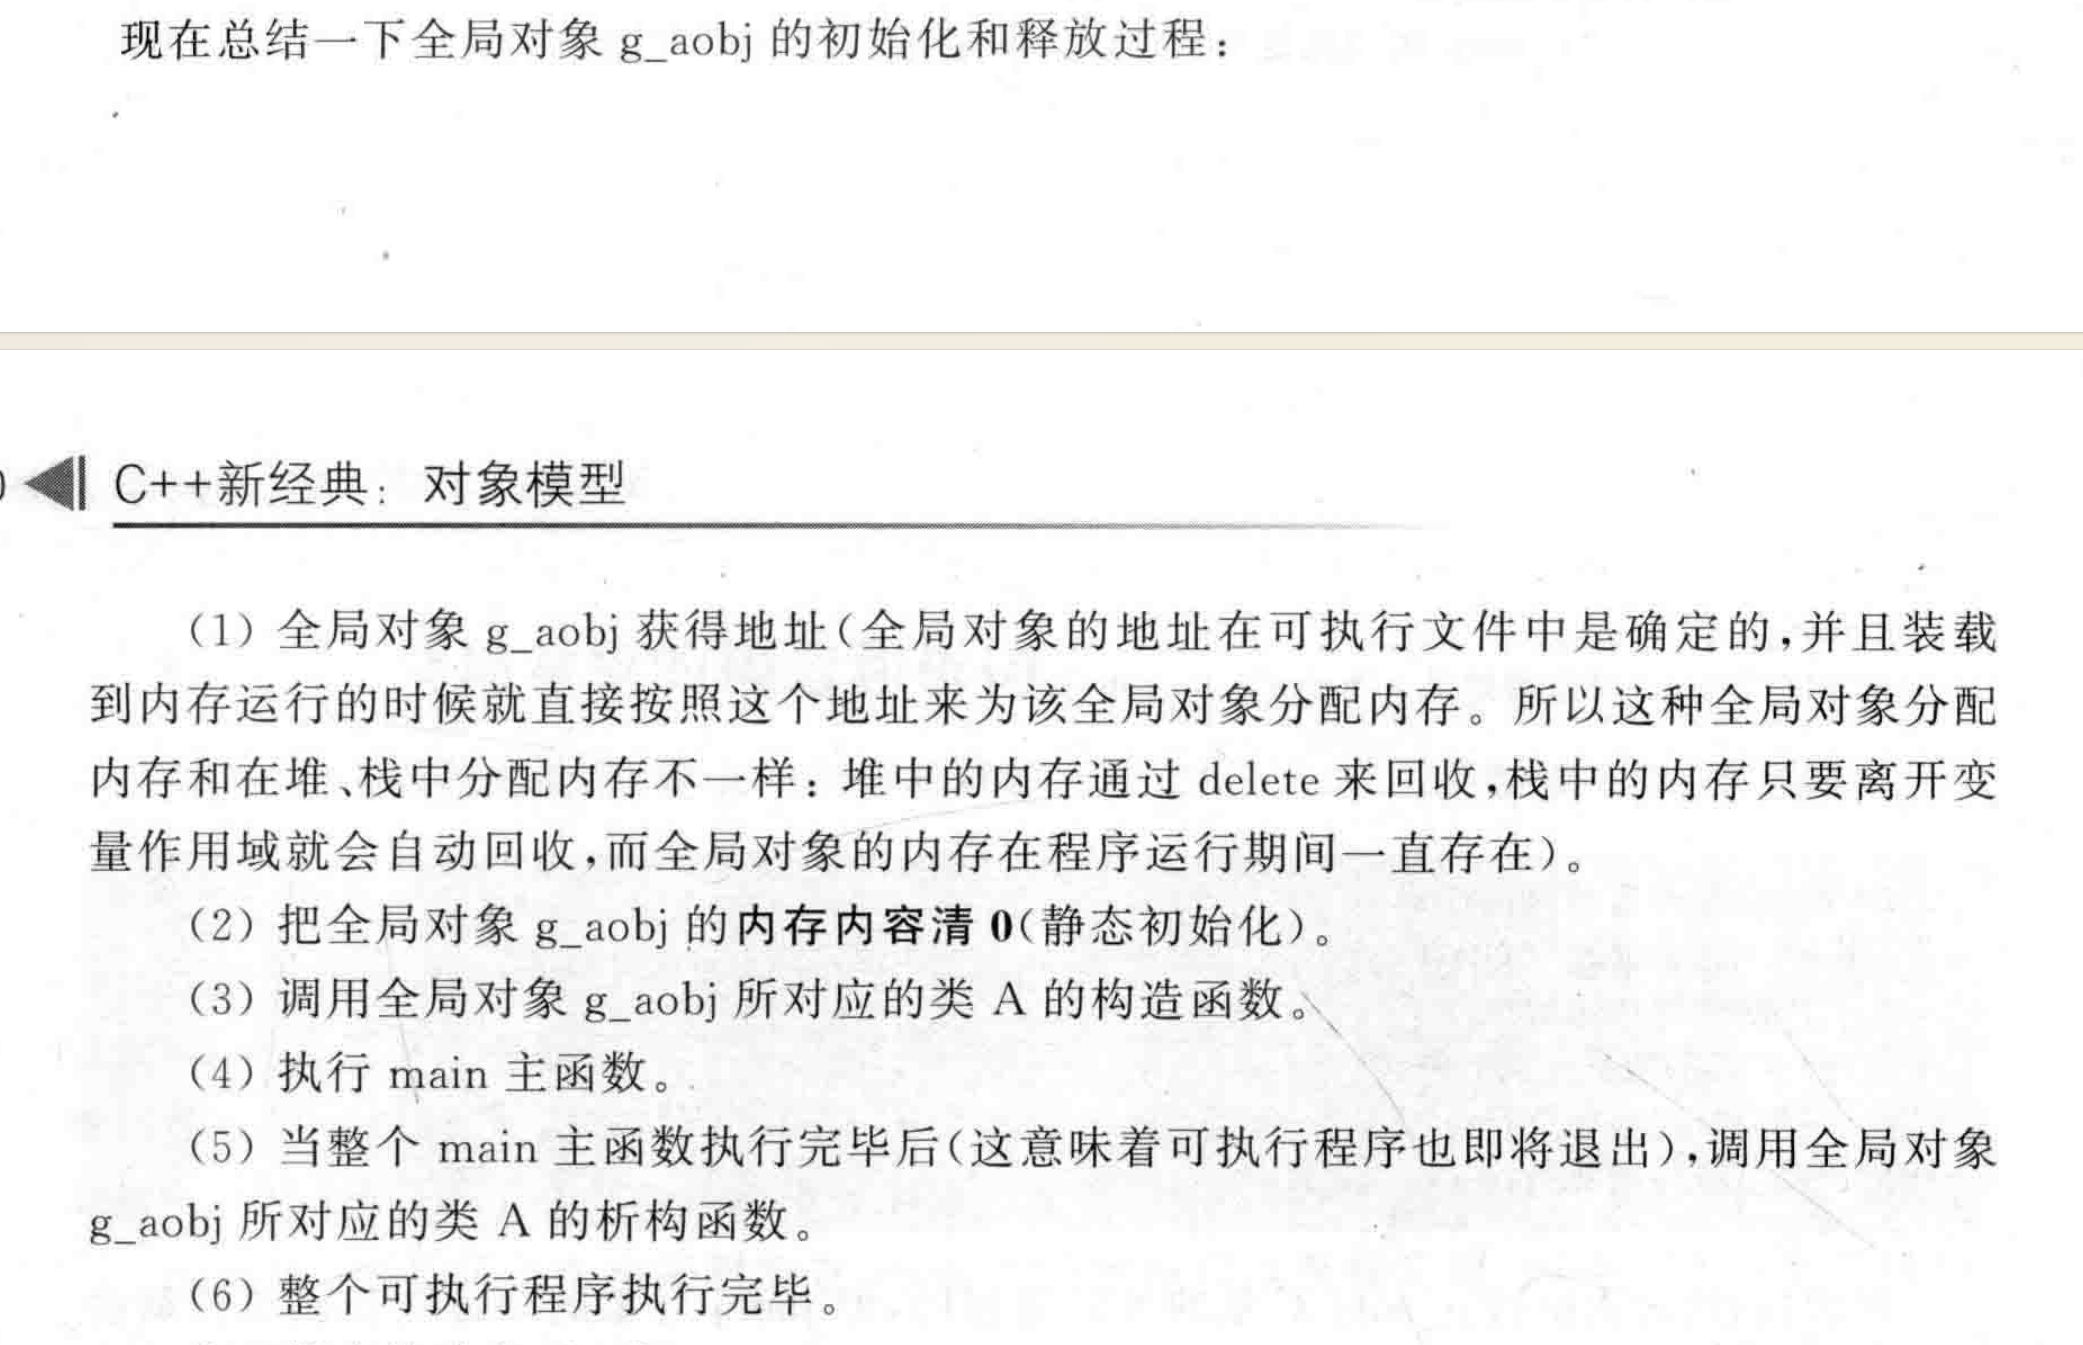 现在总结一下全局对象 g_aobj 的初始化和释放过程：
C++新经典：对象模型
（1）全局对象 g_aobj 获得地址（全局对象的地址在可执行文件中是确定的，并且装载
到内存运行的时候就直接按照这个地址来为该全局对象分配内存。所以这种全局对象分配
内存和在堆、栈中分配内存不一样：堆中的内存通过 delete 来回收，栈中的内存只要离开变
量作用域就会自动回收，而全局对象的内存在程序运行期间一直存在）。
（2）把全局对象 g_aobj 的内存内容清 0（静态初始化）。
（3）调用全局对象 g_aobj 所对应的类 A 的构造函数。
（4）执行 main 主函数。
（5）当整个 main 主函数执行完毕后（这意味着可执行程序也即将退出），调用全局对象
g_aobj 所对应的类 A 的析构函数。
（6）整个可执行程序执行完毕。